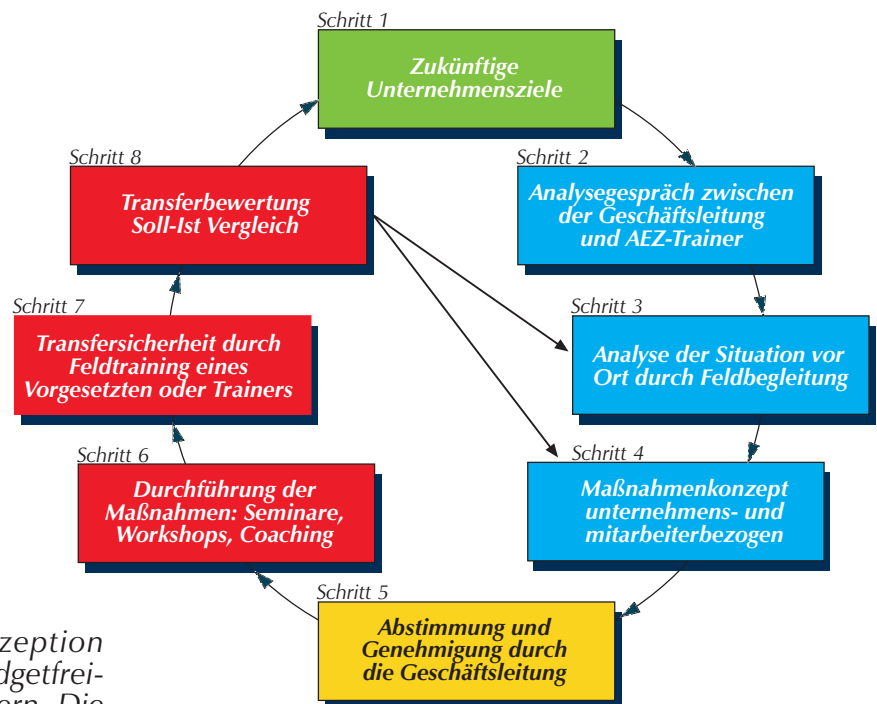 Schritt 1
Zukünftige
Unternehmensziele
Schritt 2
Analysegespräch zwischen
der Geschäftsleitung
und AEZ-Trainer
Schritt 3
Analyse der Situation vor
Ort durch Feldbegleitung
Schritt 4
Maßnahmenkonzept
unternehmens- und
mitarbeiterbezogen
Schritt 5
Abstimmung und
Genehmigung durch
die Geschäftsleitung
Schritt 6
Durchführung der
Maßnahmen: Seminare,
Workshops, Coaching
Schritt 7
Transfersicherheit durch
Feldtraining eines
Vorgesetzten oder Trainers
Schritt 8
Transferbewertung
Soll-Ist Vergleich
zeption
dgetfrei-
ern. Die